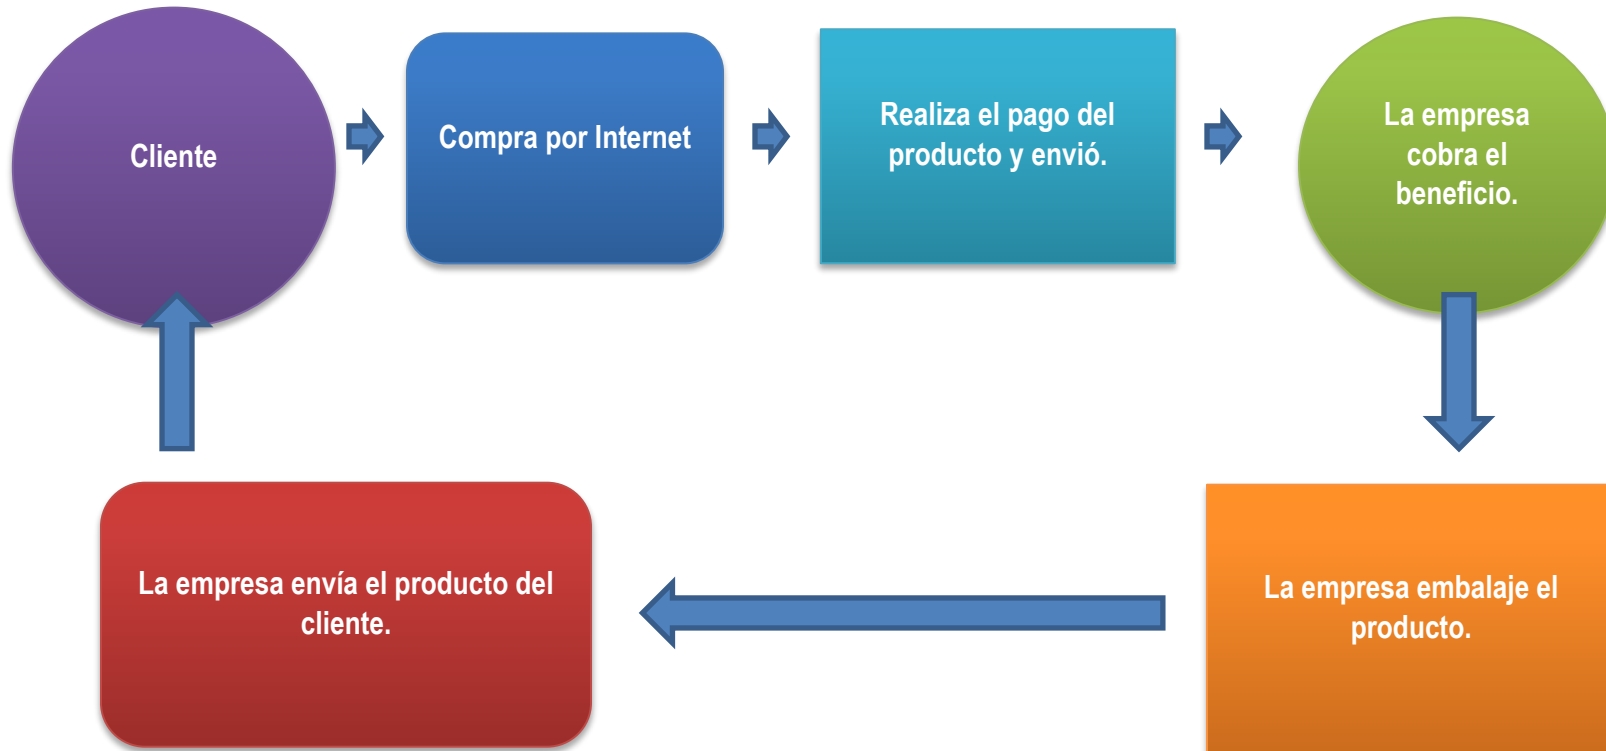 Cliente
Compra por Internet
Realiza el pago del
producto y envió.
La empresa
cobra el
beneficio.
La empresa envía el producto del
cliente.
La empresa embalaje el
producto.